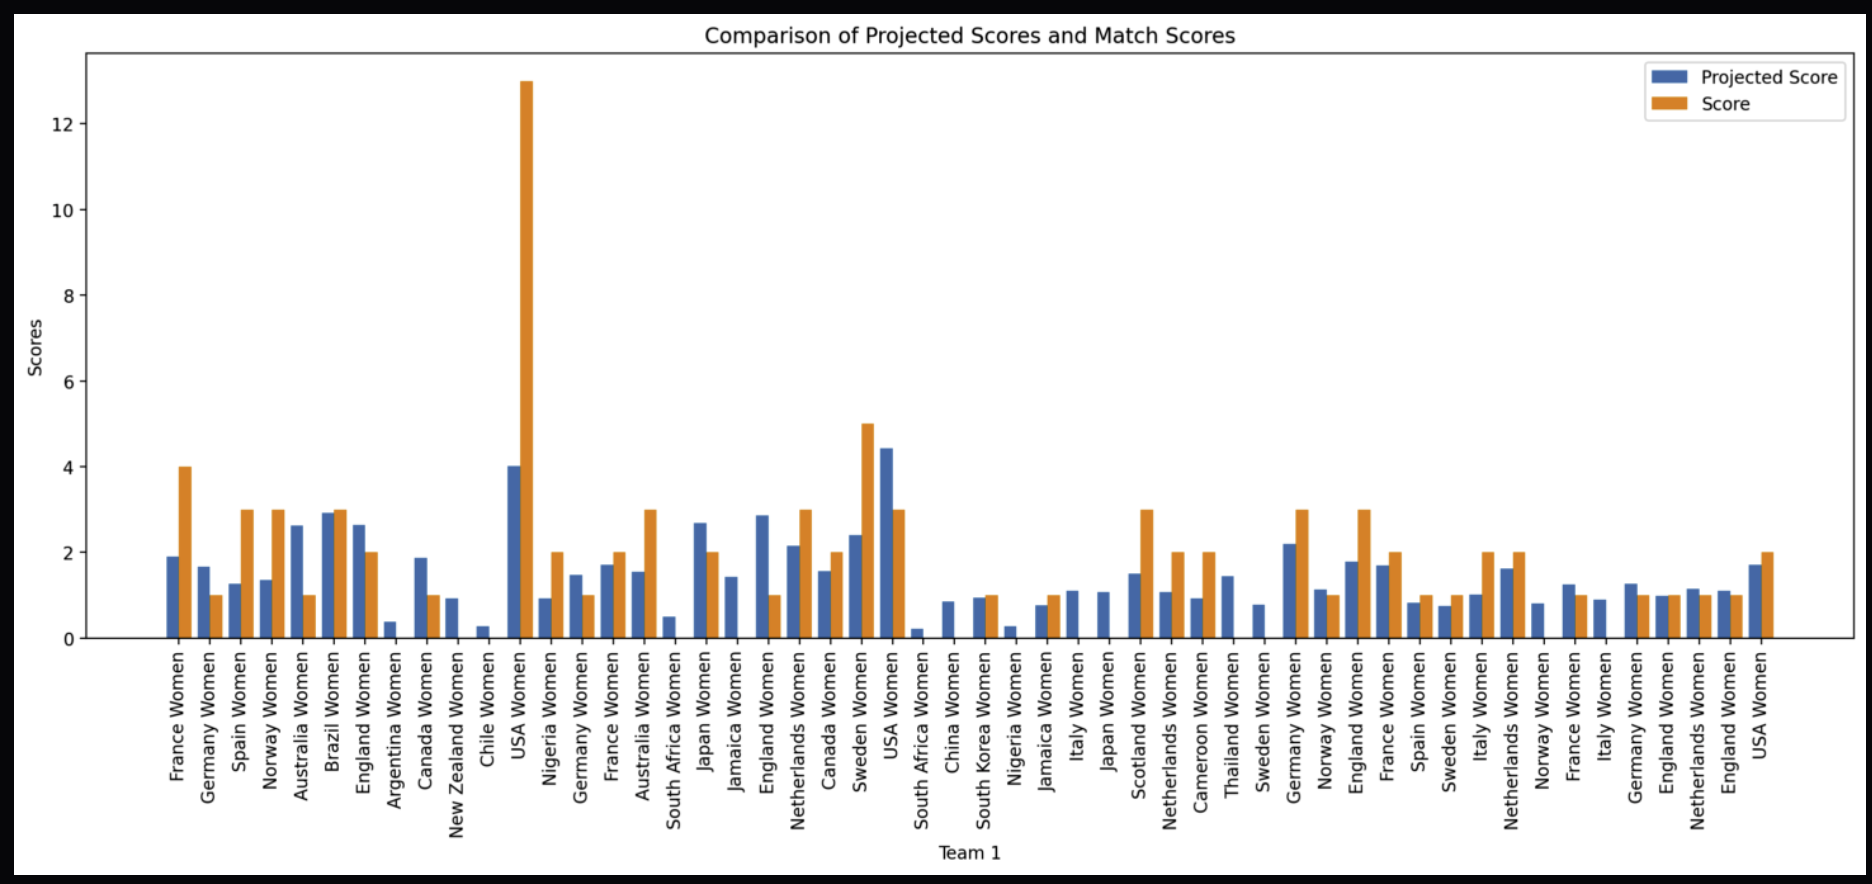 Comparison of Projected Scores and Match Scores
Projected Score
Score
12
10
8
6
4
2
0
Scores
France Women
Germany Women
Spain Women
Norway Women
Australia Women
Brazil Women
England Women
Argentina Women
Canada Women
New Zealand Women
Chile Women
USA Women
Nigeria Women
Germany Women
France Women
Australia Women
South Africa Women
Japan Women
Jamaica Women
England Women
Netherlands Women
Canada Women
Sweden Women
USA Women
South Africa Women
China Women
South Korea Women
Nigeria Women
Jamaica Women
Italy Women
Japan Women
Scotland Women
Netherlands Women
Cameroon Women
Thailand Women
Sweden Women
Germany Women
Norway Women
England Women
France Women
Spain Women
Sweden Women
Italy Women
Netherlands Women
Norway Women
France Women
Italy Women
Germany Women
England Women
Netherlands Women
England Women
USA Women
Team 1